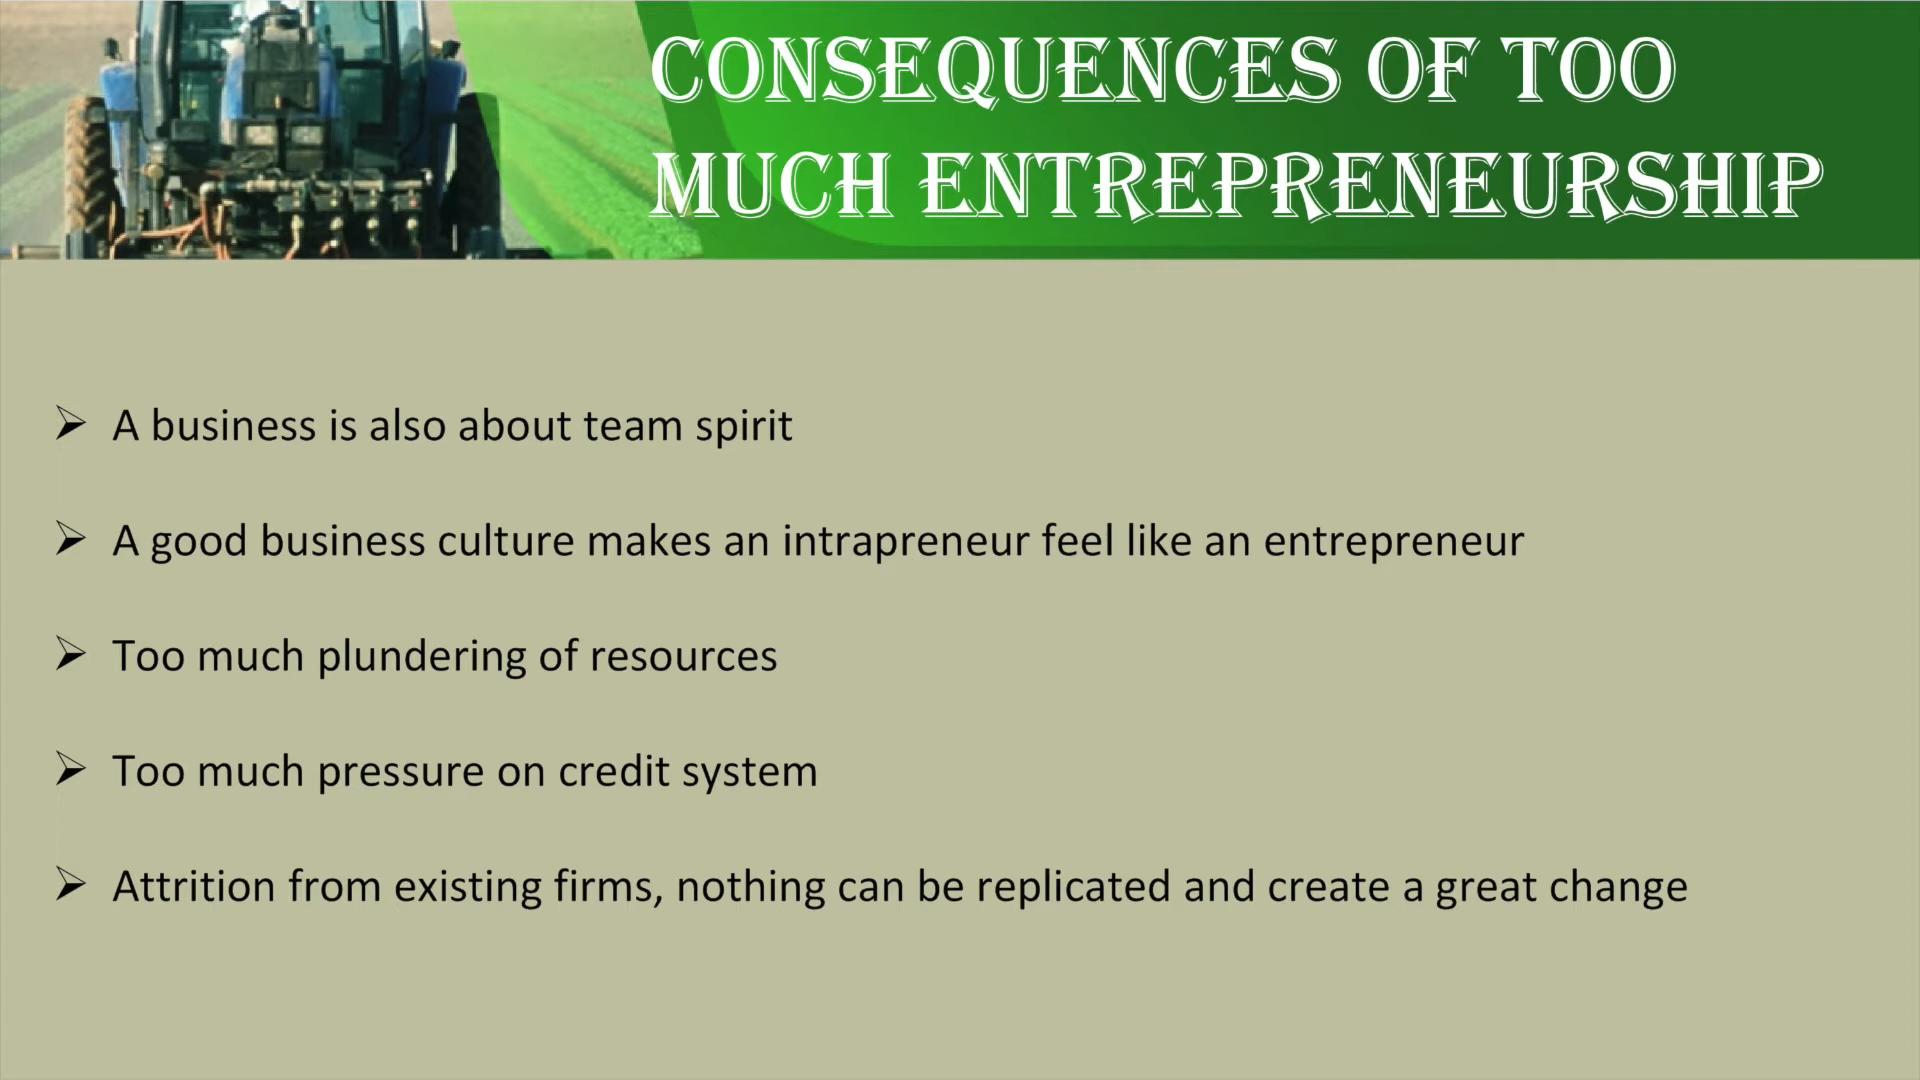 CONSEQUENCES OF TOO
MUCH ENTREPRENEURSHIP
A business is also about team spirit
A good business culture makes an intrapreneur feel like an entrepreneur
Too much plundering of resources
Too much pressure on credit system
Attrition from existing firms, nothing can be replicated and create a great change